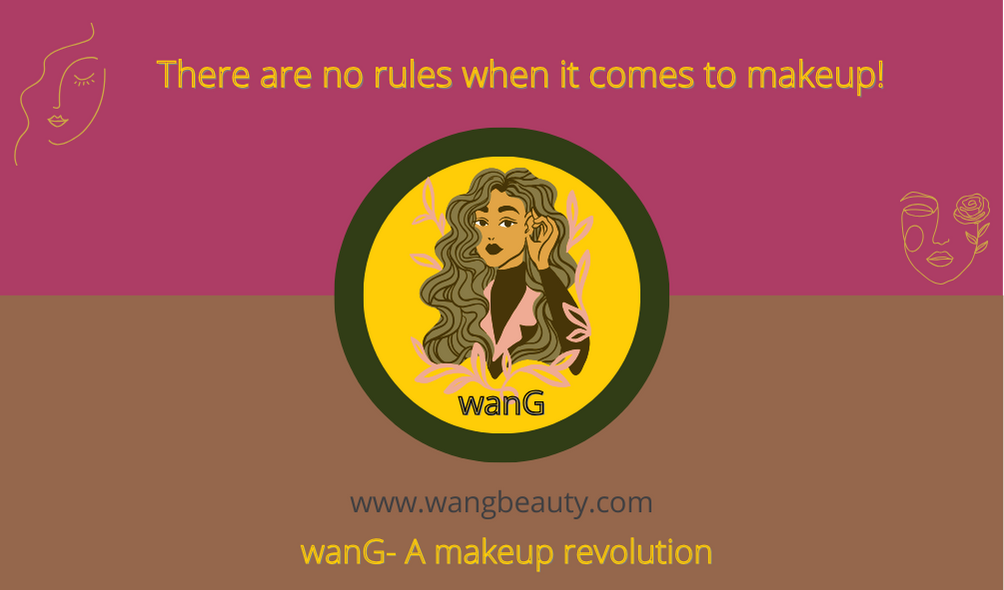 There are no rules when it comes to makeup!
wanG
www.wangbeauty.com
wanG- A makeup revolution